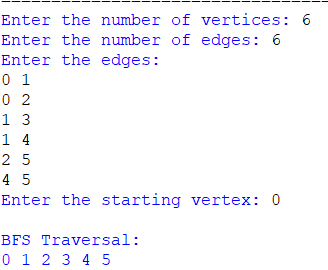 Enter the number of vertices: 6
Enter the number of edges: 6
Enter the edges:
0 1
0 2
1 3
1 4
2 5
4 5
Enter the starting vertex: 0
BFS Traversal:
0 1 2 3 4 5